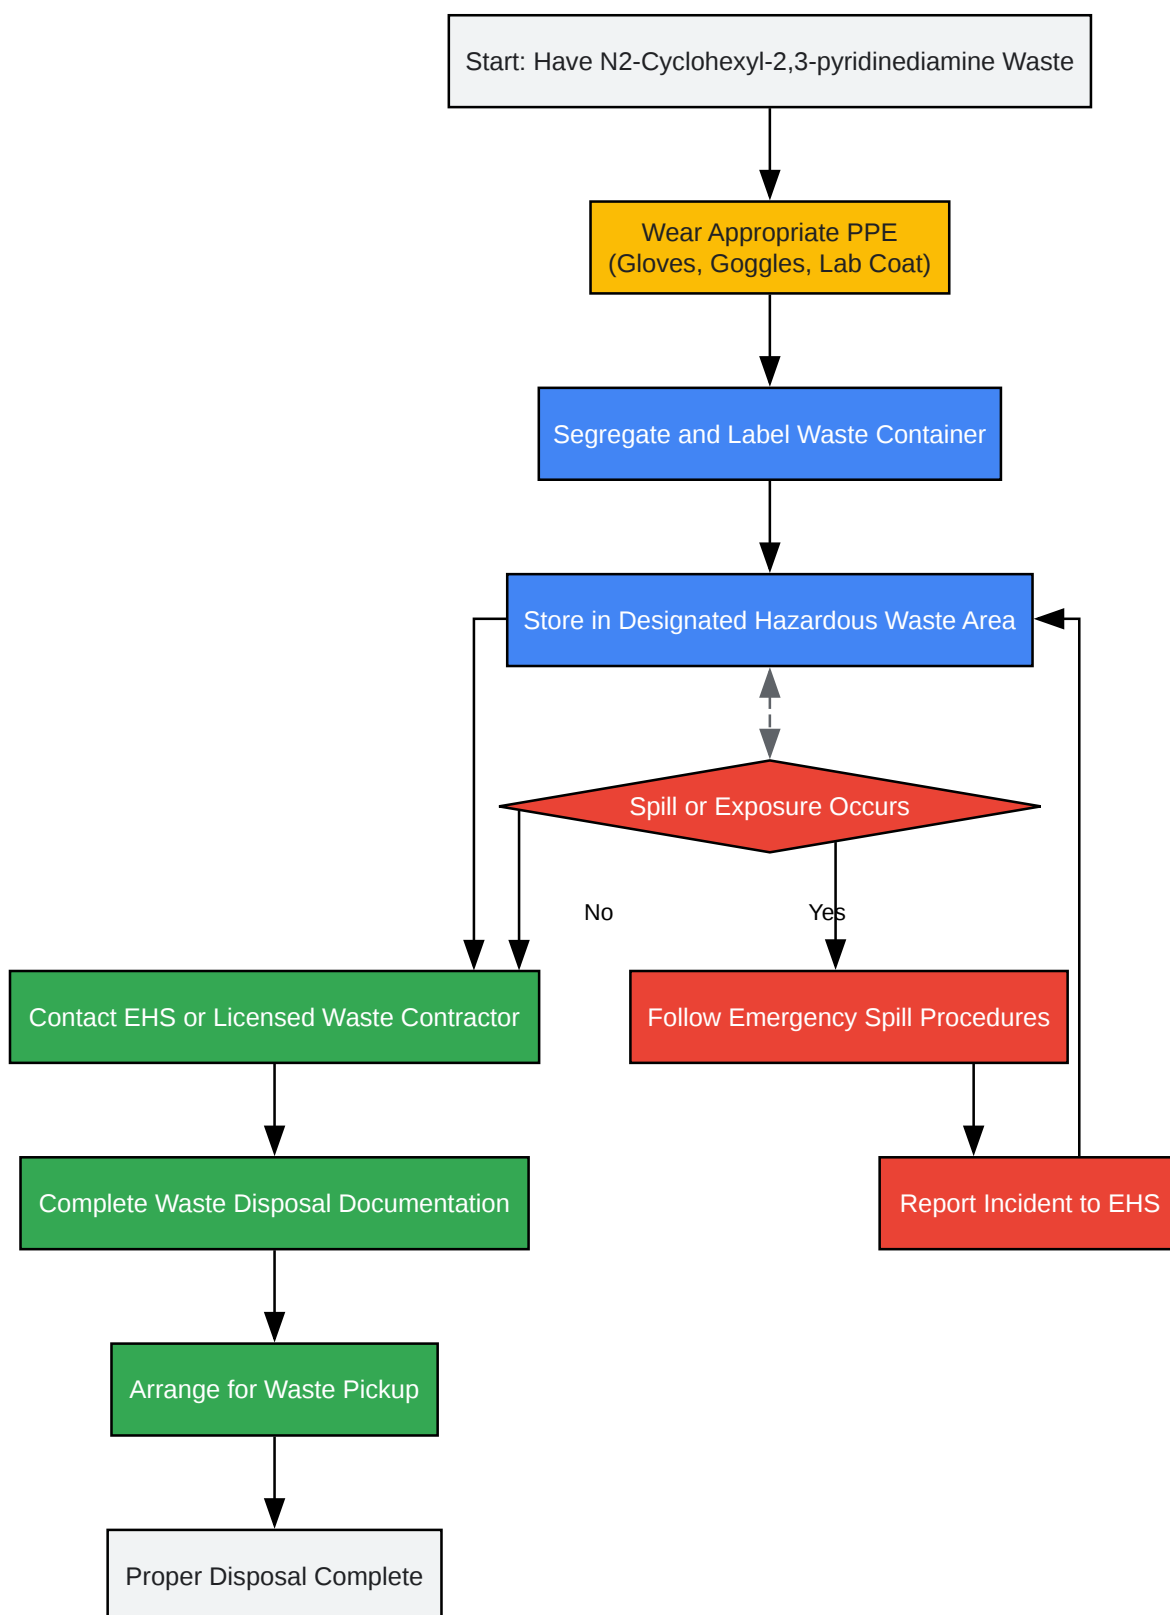 Start: Have N2-Cyclohexyl-2,3-pyridinediamine Waste
Wear Appropriate PPE
(Gloves, Goggles, Lab Coat)
Segregate and Label Waste Container
Store in Designated Hazardous Waste Area
Spill or Exposure Occurs
No
Yes
Contact EHS or Licensed Waste Contractor
Follow Emergency Spill Procedures
Complete Waste Disposal Documentation
Report Incident to EHS
Arrange for Waste Pickup
Proper Disposal Complete